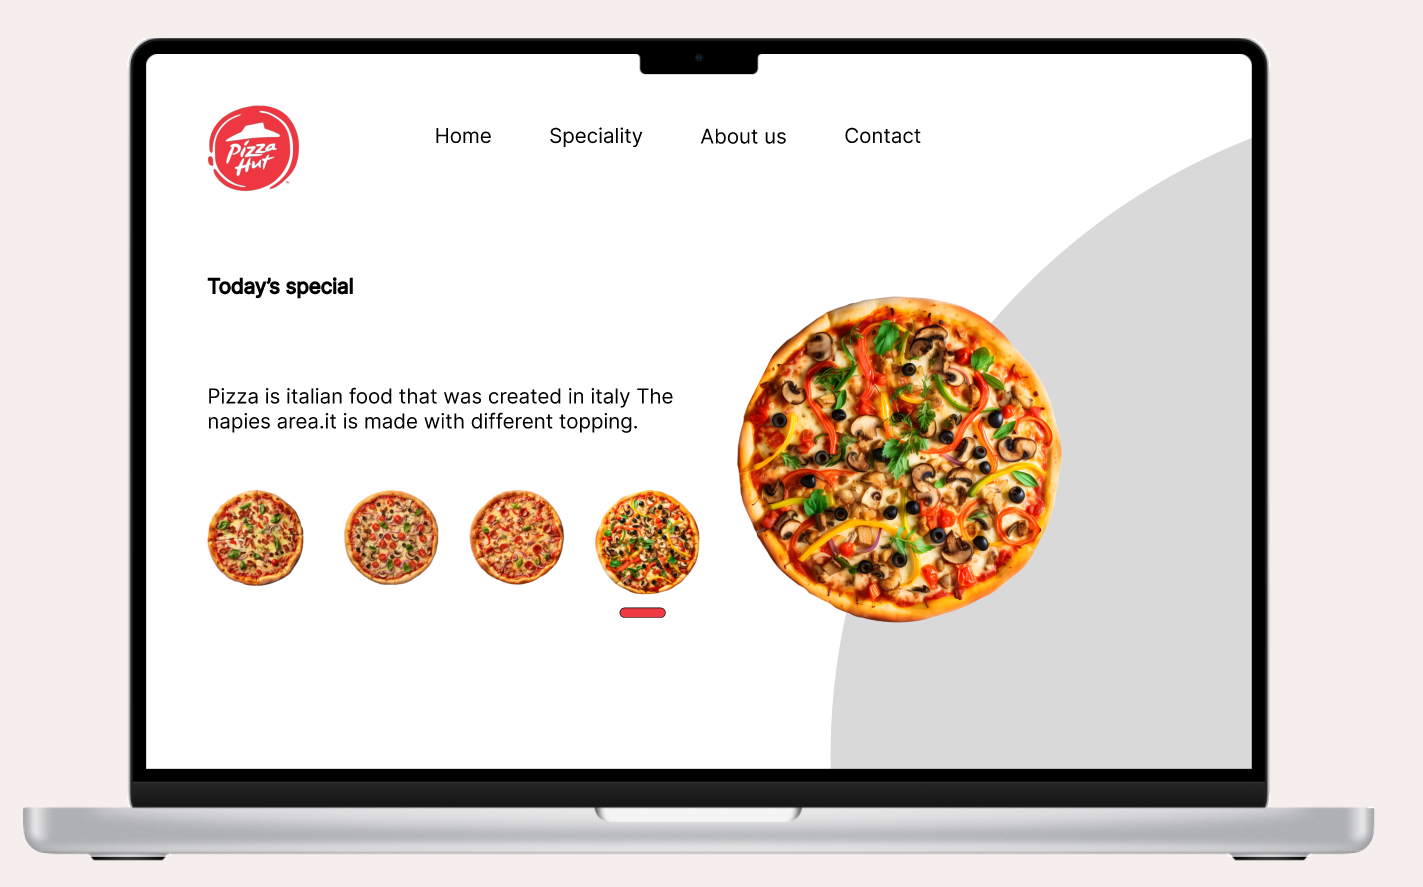 Pizza
Hut
Home
Speciality
About us
Contact
Today’s special
Pizza is italian food that was created in italy The
napies area.it is made with different topping.